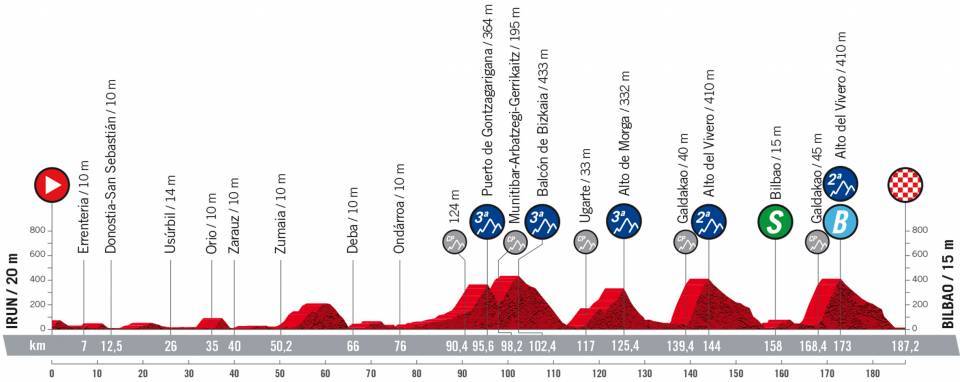 Errenteria / 10 m
Donostia-San Sebastián / 10 m
Usúrbil / 14 m
Orio / 10 m
Zarauz / 10 m
Zumaia / 10 m
Deba / 10 m
Ondárroa / 10 m
124 m
Puerto de Gontzagarigana / 364 m
Munitibar-Arbatzegi-Gerrikaitz / 195 m
Balcón de Bizkaia / 433 m
Ugarte / 33 m
Alto de Morga / 332 m
Galdakao / 40 m
Alto del Vivero / 410 m
Bilbao / 15 m
Galdakao / 45 m
Alto del Vivero / 410 m
CP 3ª CP 3ª CP 3ª CP 2ª S CP 2ª B
IRUN / 20 m
800
600
400
200
0
800
600
400
200
0
BILBAO / 15 m
km 7 12,5 26 35 40 50,2 66 76 90,4 95,6 98,2 102,4 117 125,4 139,4 144 158 168,4 173 187,2
0 10 20 30 40 50 60 70 80 90 100 110 120 130 140 150 160 170 180